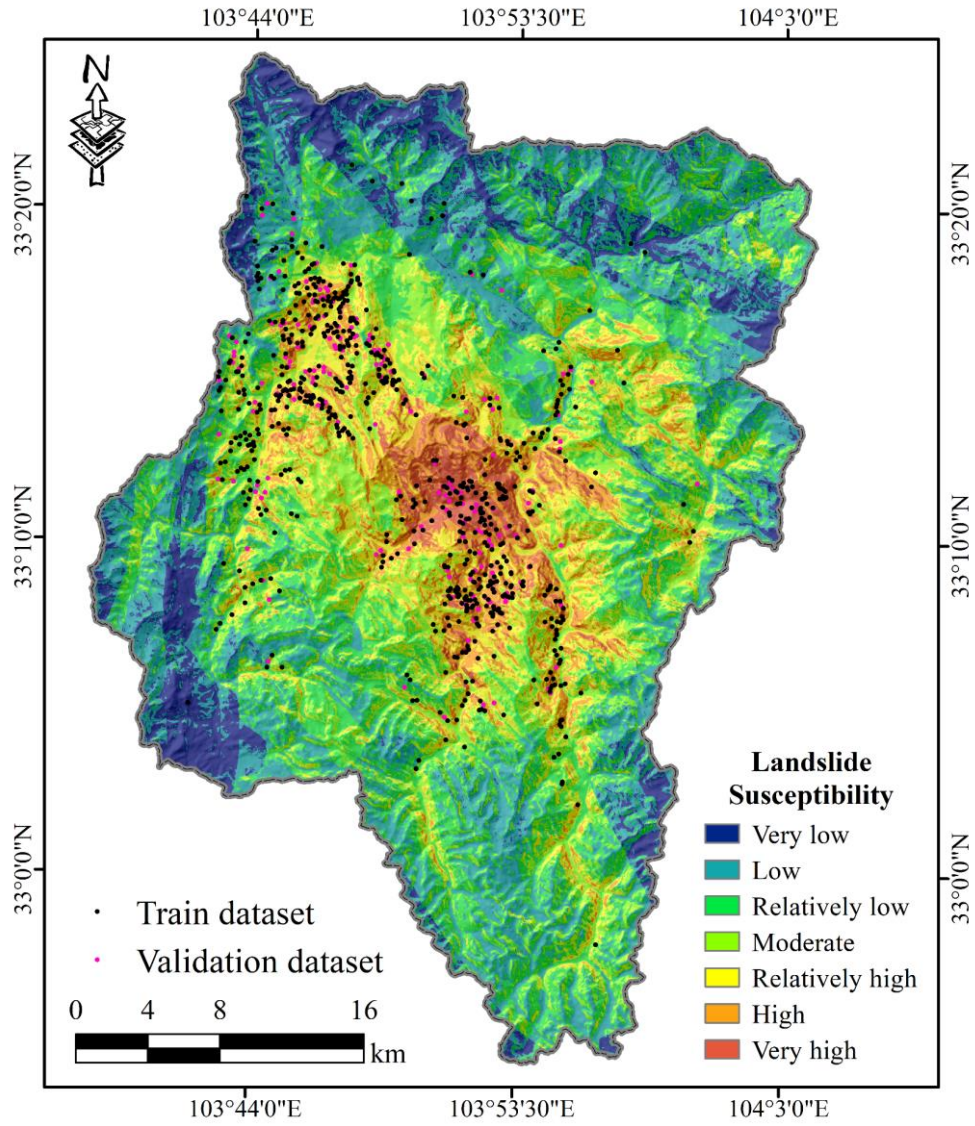 103°44'0"E 103°53'30"E 104°3'0"E
N
33°20'0"N
33°20'0"N
33°10'0"N
33°10'0"N
33°0'0"N
33°0'0"N
Landslide
Susceptibility
Very low
Low
Relatively low
Moderate
Relatively high
High
Very high
Train dataset
Validation dataset
0 4 8 16
km
103°44'0"E 103°53'30"E 104°3'0"E